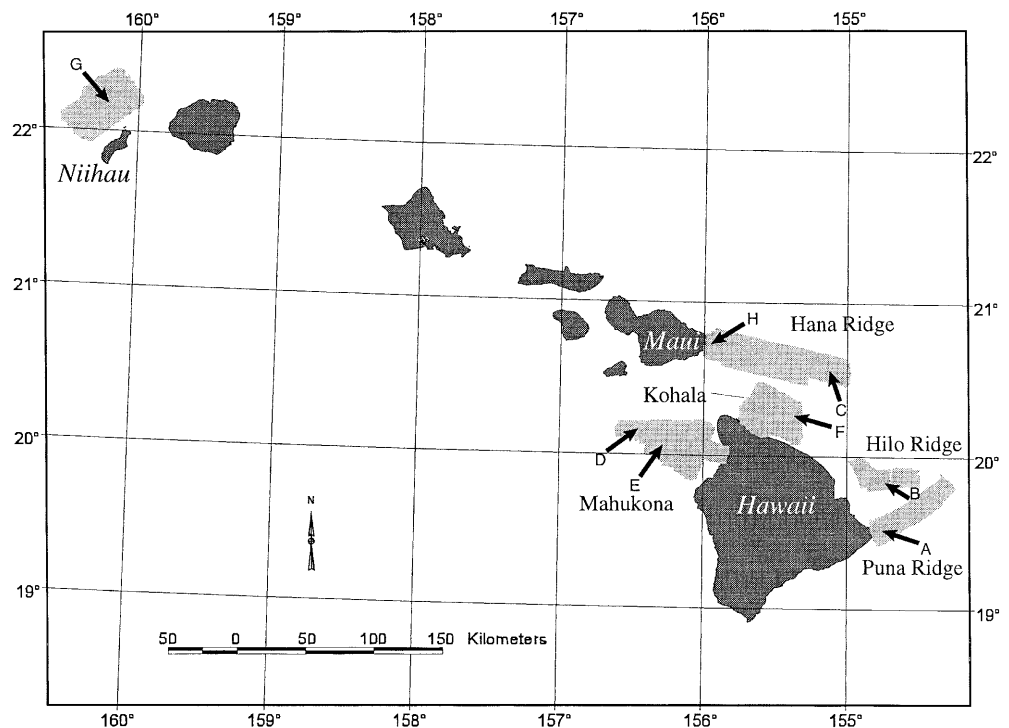 160° 159° 158° 157° 156° 155°
G
22°
Niihau
22°
21°
21°
H
Hana Ridge
Maui
Kohala
C
F
20°
D
Hilo Ridge
20°
E
B
Mahukona
Hawaii
N
A
Puna Ridge
19°
19°
50 0 50 100 150 Kilometers
160° 159° 158° 157° 156° 155°